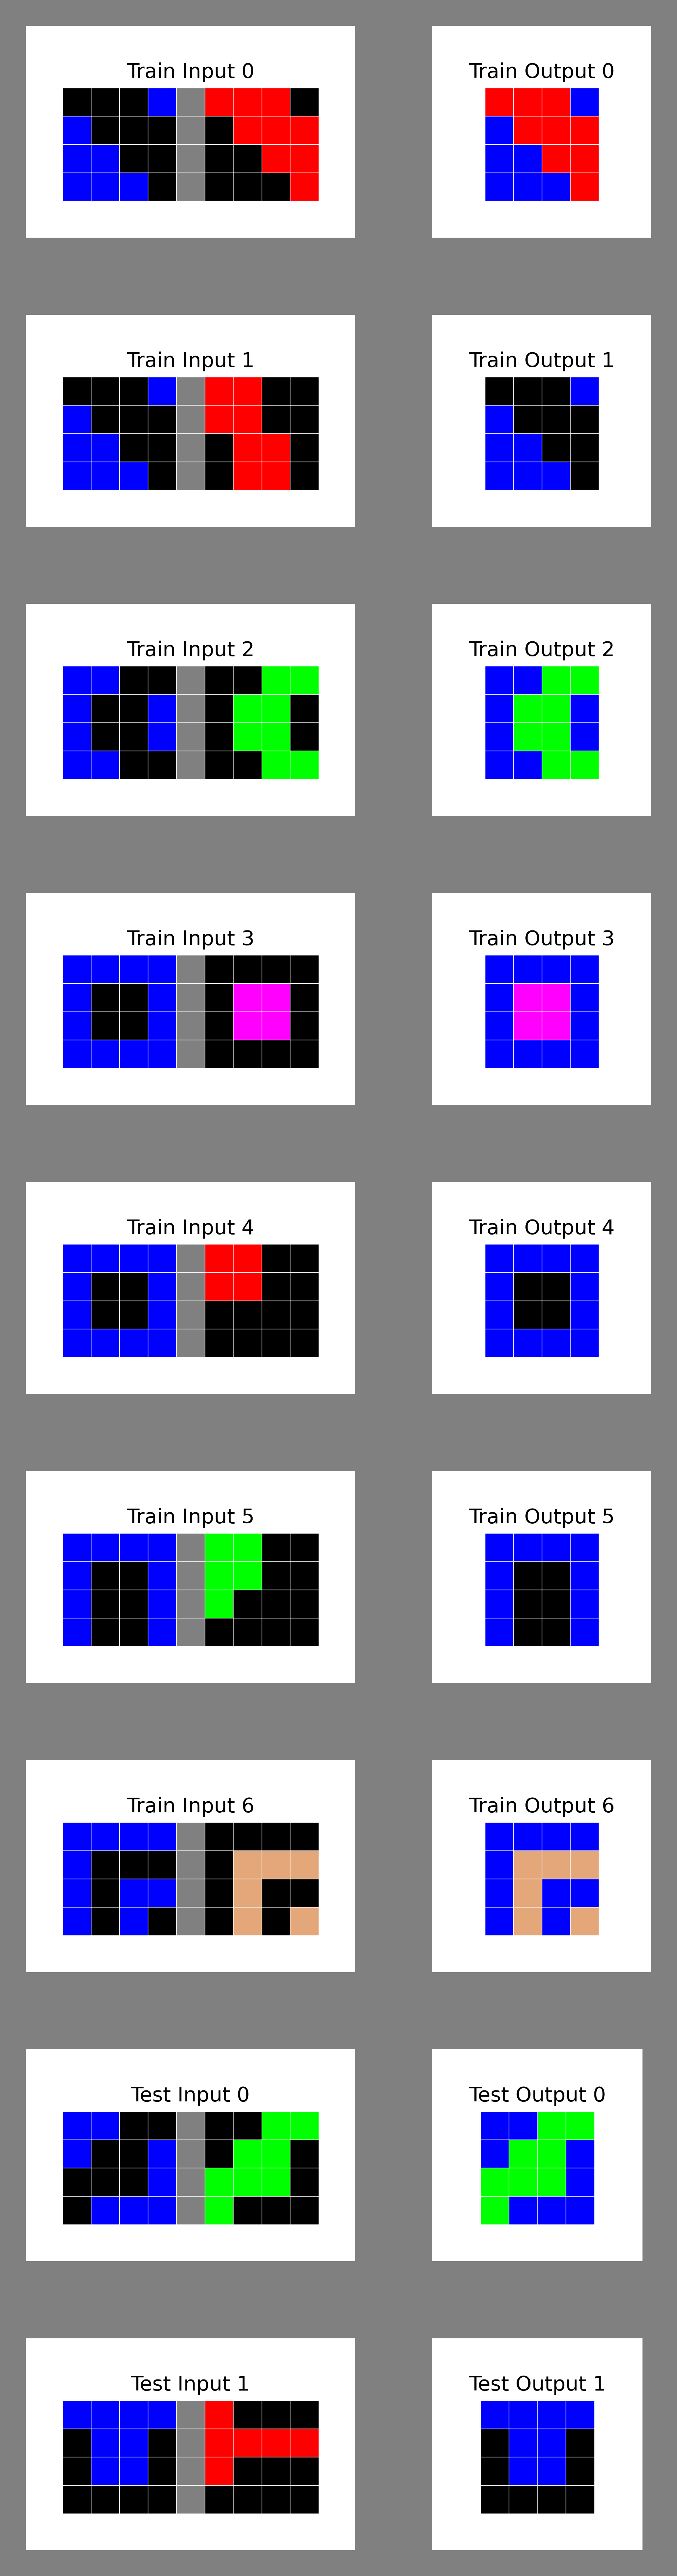 Train Input 0
Train Output 0
Train Input 1
Train Output 1
Train Input 2
Train Output 2
Train Input 3
Train Output 3
Train Input 4
Train Output 4
Train Input 5
Train Output 5
Train Input 6
Train Output 6
Test Input 0
Test Output 0
Test Input 1
Test Output 1